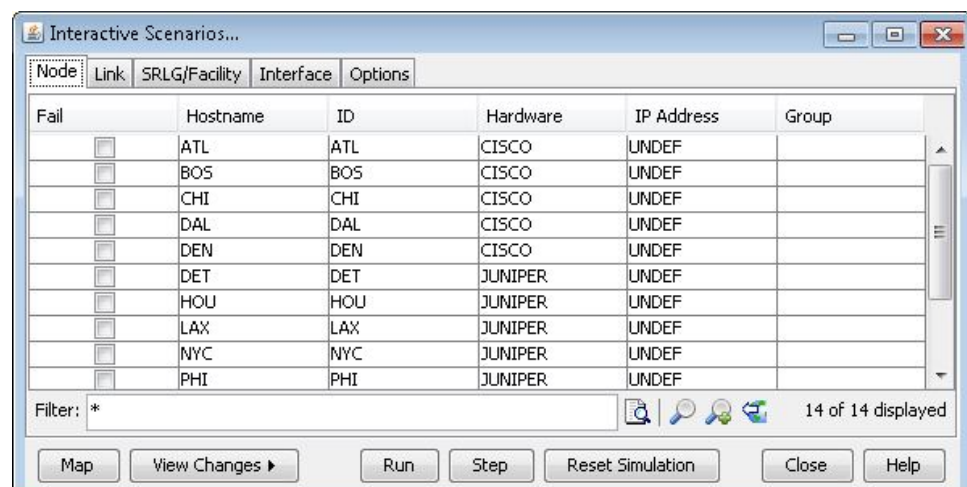 Interactive Scenarios...
Node Link SRLG/Facility Interface Options
Fail Hostname ID Hardware IP Address Group
ATL ATL CISCO UNDEF
BOS BOS CISCO UNDEF
CHI CHI CISCO UNDEF
DAL DAL CISCO UNDEF
DEN DEN CISCO UNDEF
DET DET JUNIPER UNDEF
HOU HOU JUNIPER UNDEF
LAX LAX JUNIPER UNDEF
NYC NYC JUNIPER UNDEF
PHI PHI JUNIPER UNDEF
Filter: * 14 of 14 displayed
Map View Changes Run Step Reset Simulation Close Help